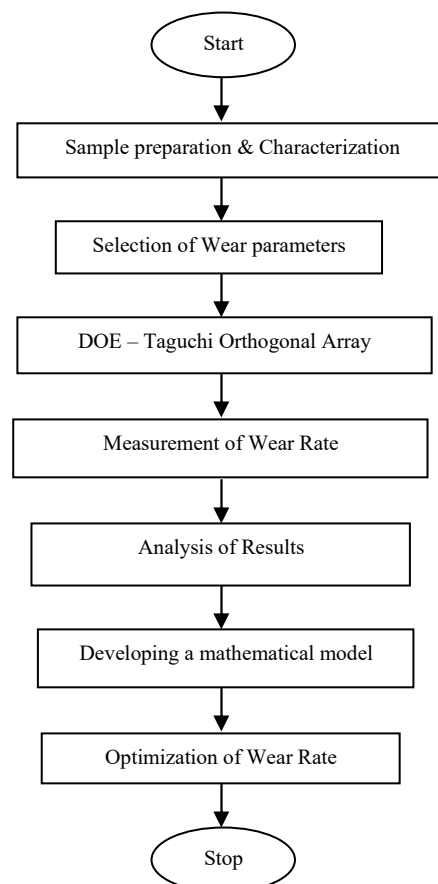 Start
Sample preparation & Characterization
Selection of Wear parameters
DOE – Taguchi Orthogonal Array
Measurement of Wear Rate
Analysis of Results
Developing a mathematical model
Optimization of Wear Rate
Stop